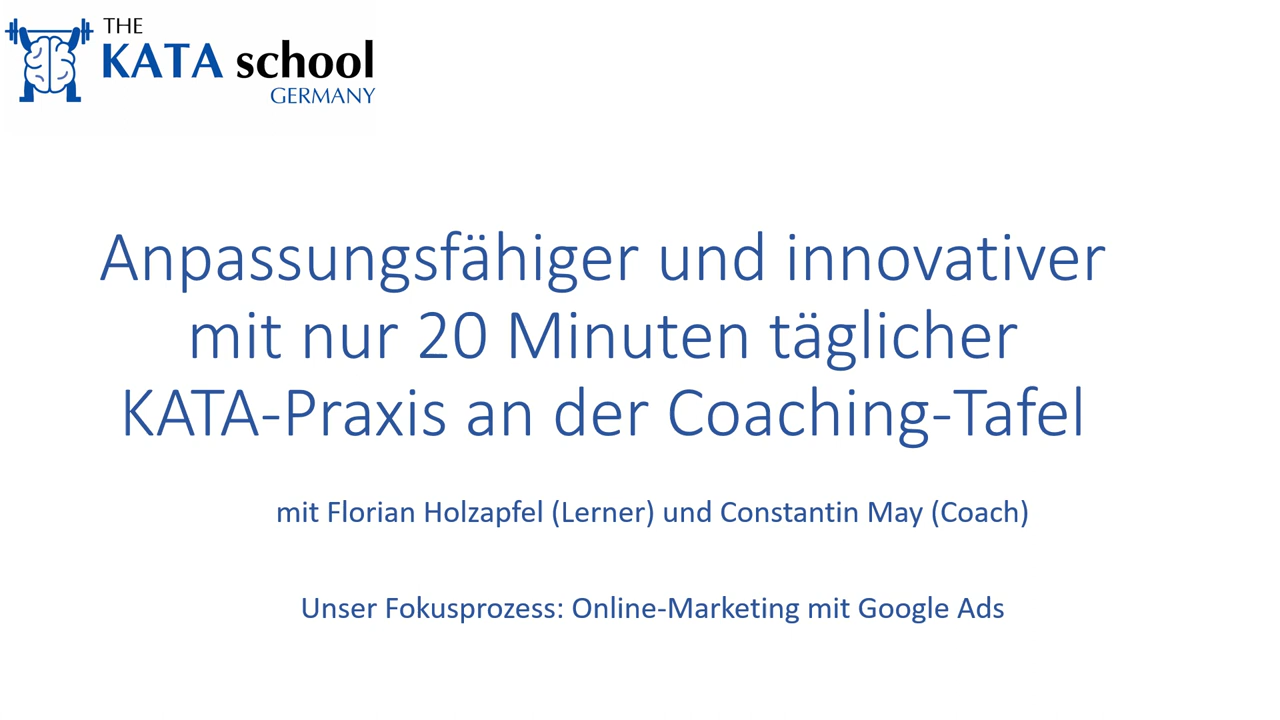 THE
KATA school
GERMANY
Anpassungsfähiger und innovativer
mit nur 20 Minuten täglicher
KATA-Praxis an der Coaching-Tafel
mit Florian Holzapfel (Lerner) und Constantin May (Coach)
Unser Fokusprozess: Online-Marketing mit Google Ads